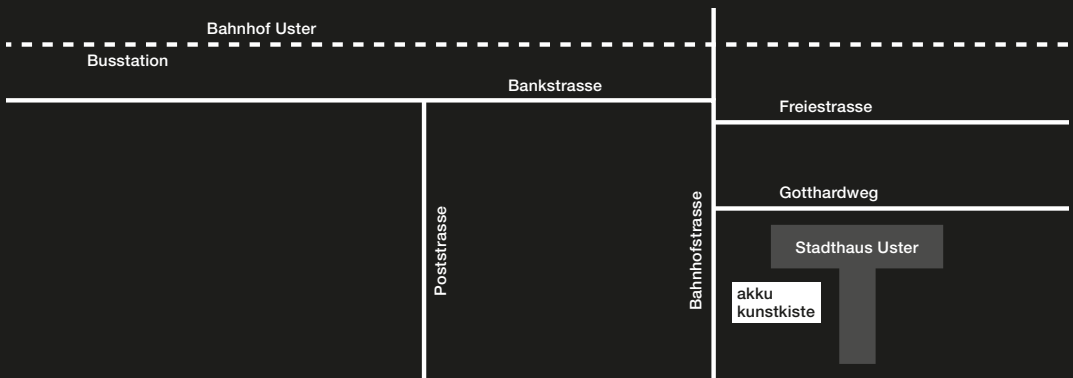 Bahnhof Uster
Busstation
Bankstrasse
Freiestrasse
Gotthardweg
Poststrasse
Bahnhofstrasse
Stadthaus Uster
akku
kunstkiste